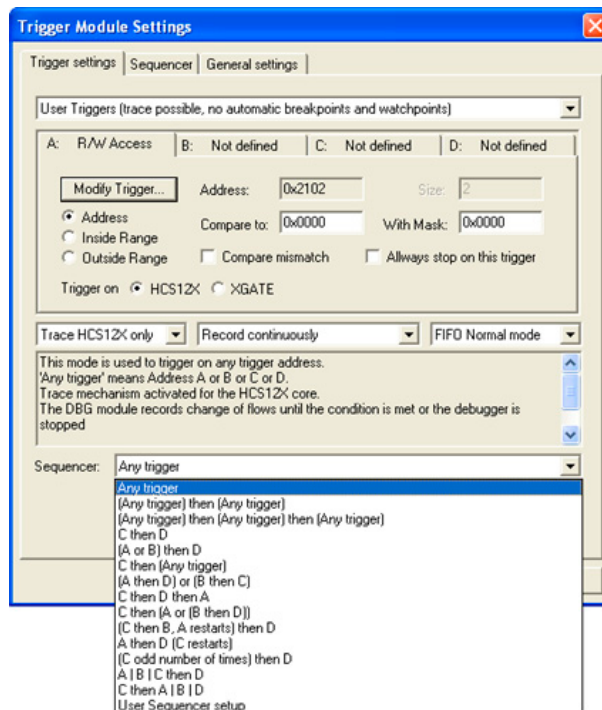 Trigger Module Settings
Trigger settings Sequencer General settings
User Triggers (trace possible, no automatic breakpoints and watchpoints)
A: R/W Access B: Not defined C: Not defined D: Not defined
Modify Trigger... Address: 0x2102 Size: 2
Address Compare to: 0x0000 With Mask: 0x0000
Inside Range
Outside Range Compare mismatch Allways stop on this trigger
Trigger on HCS12X XGATE
Trace HCS12X only Record continuously FIFO Normal mode
This mode is used to trigger on any trigger address.
'Any trigger' means Address A or B or C or D.
Trace mechanism activated for the HCS12X core.
The DBG module records change of flows until the condition is met or the debugger is
stopped
Sequencer: Any trigger
Any trigger
(Any trigger) then (Any trigger)
(Any trigger) then (Any trigger) then (Any trigger)
C then D
(A or B) then D
C then (Any trigger)
(A then D) or (B then C)
C then D then A
C then (A or (B then D))
(C then B, A restarts) then D
A then D (C restarts)
(C odd number of times) then D
A | B | C then D
C then A | B | D
User Sequencer setup